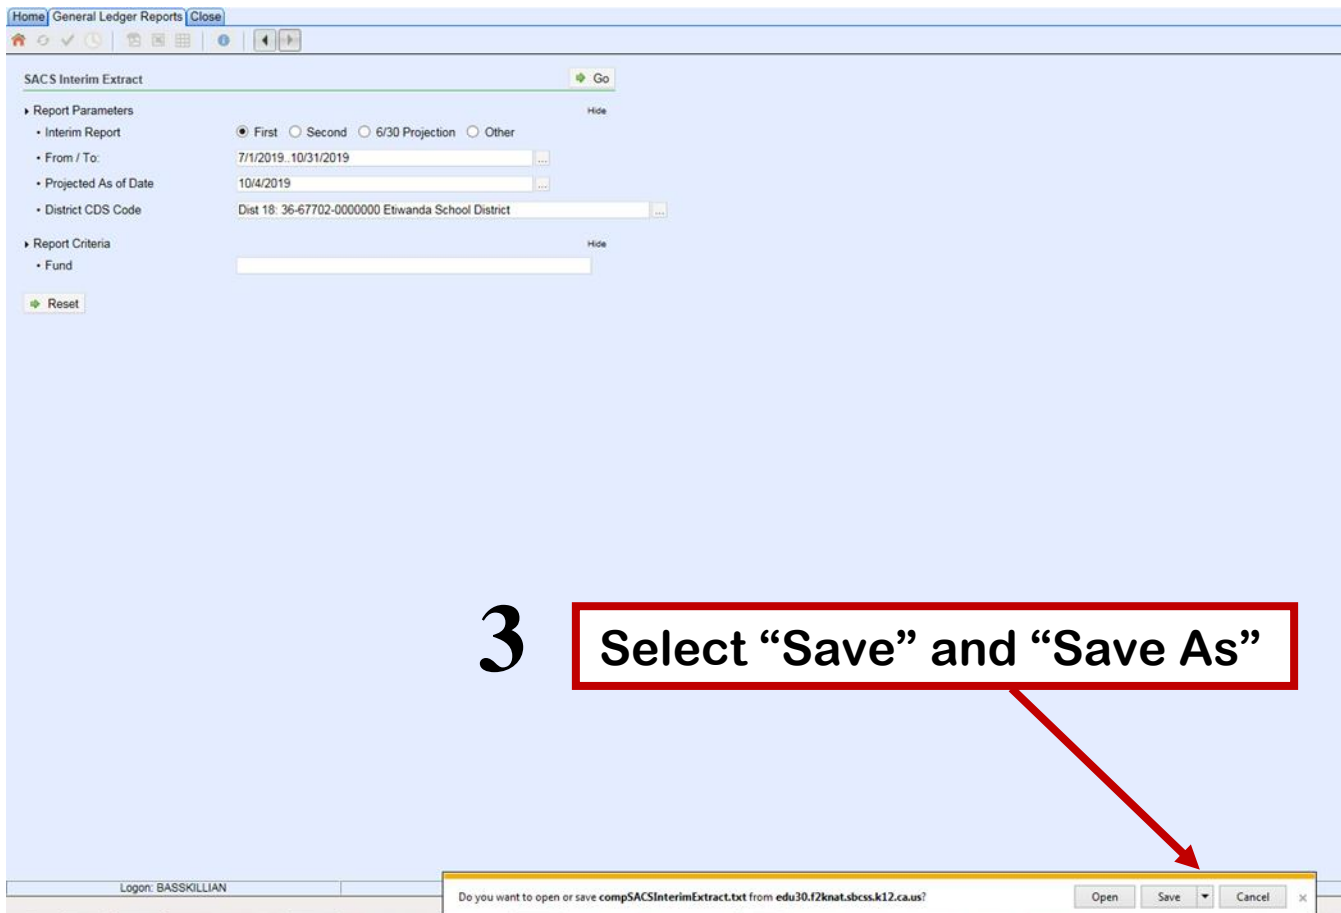 Home General Ledger Reports Close
SACS Interim Extract Go
Report Parameters Hide
• Interim Report First Second 6/30 Projection Other
• From / To: 7/1/2019..10/31/2019 ...
• Projected As of Date 10/4/2019 ...
• District CDS Code Dist 18: 36-67702-0000000 Etiwanda School District ...
Report Criteria Hide
• Fund
Reset
3 Select “Save” and “Save As”
Logon: BASSKILLIAN
Do you want to open or save compSACSInterimExtract.txt from edu30.f2knat.sbcss.k12.ca.us? Open Save Cancel ×